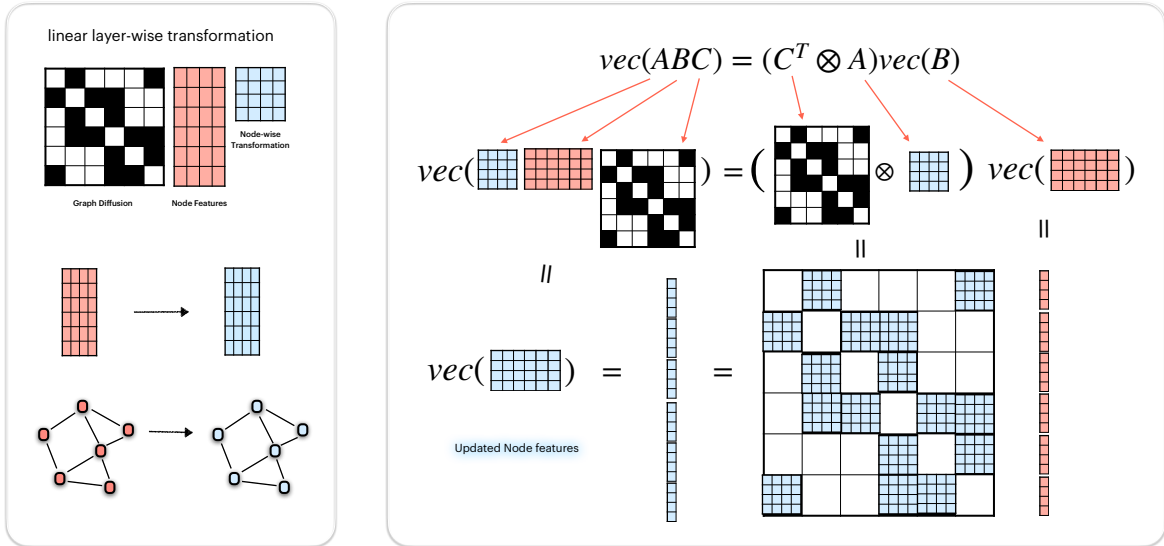 linear layer-wise transformation
Node-wise
Transformation
Graph Diffusion
Node Features
vec(ABC) = (C^T ⊗ A)vec(B)
vec( ) = ( ⊗ ) vec( )
= = =
vec( ) = =
Updated Node features